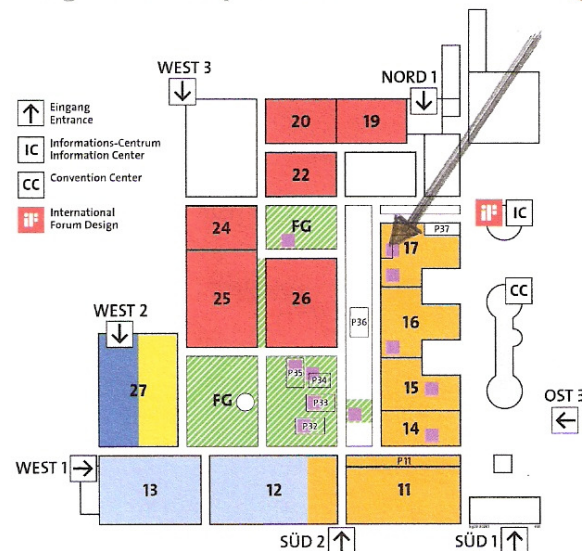 WEST 3
NORD 1
Eingang
Entrance
IC
Informations-Centrum
Information Center
CC
Convention Center
iF
International
Forum Design
20
19
22
24
FG
17
P37
iF
IC
25
26
P36
16
CC
WEST 2
27
FG
P35
P34
P33
P32
15
14
OST 3
WEST 1
13
12
P11
11
SÜD 2
SÜD 1